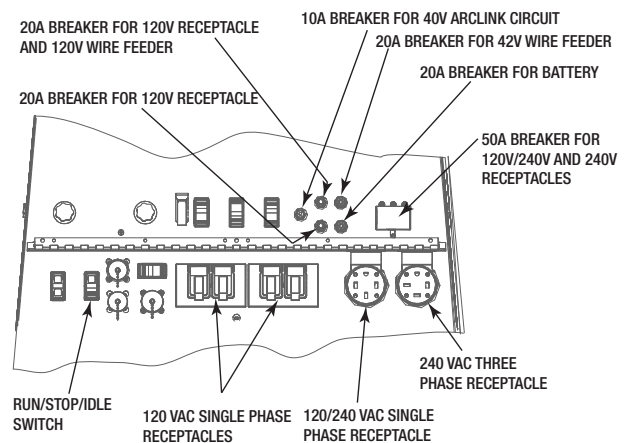 20A BREAKER FOR 120V RECEPTACLE
AND 120V WIRE FEEDER
10A BREAKER FOR 40V ARCLINK CIRCUIT
20A BREAKER FOR 42V WIRE FEEDER
20A BREAKER FOR BATTERY
20A BREAKER FOR 120V RECEPTACLE
50A BREAKER FOR
120V/240V AND 240V
RECEPTACLES
240 VAC THREE
PHASE RECEPTACLE
RUN/STOP/IDLE
SWITCH
120 VAC SINGLE PHASE
RECEPTACLES
120/240 VAC SINGLE
PHASE RECEPTACLE